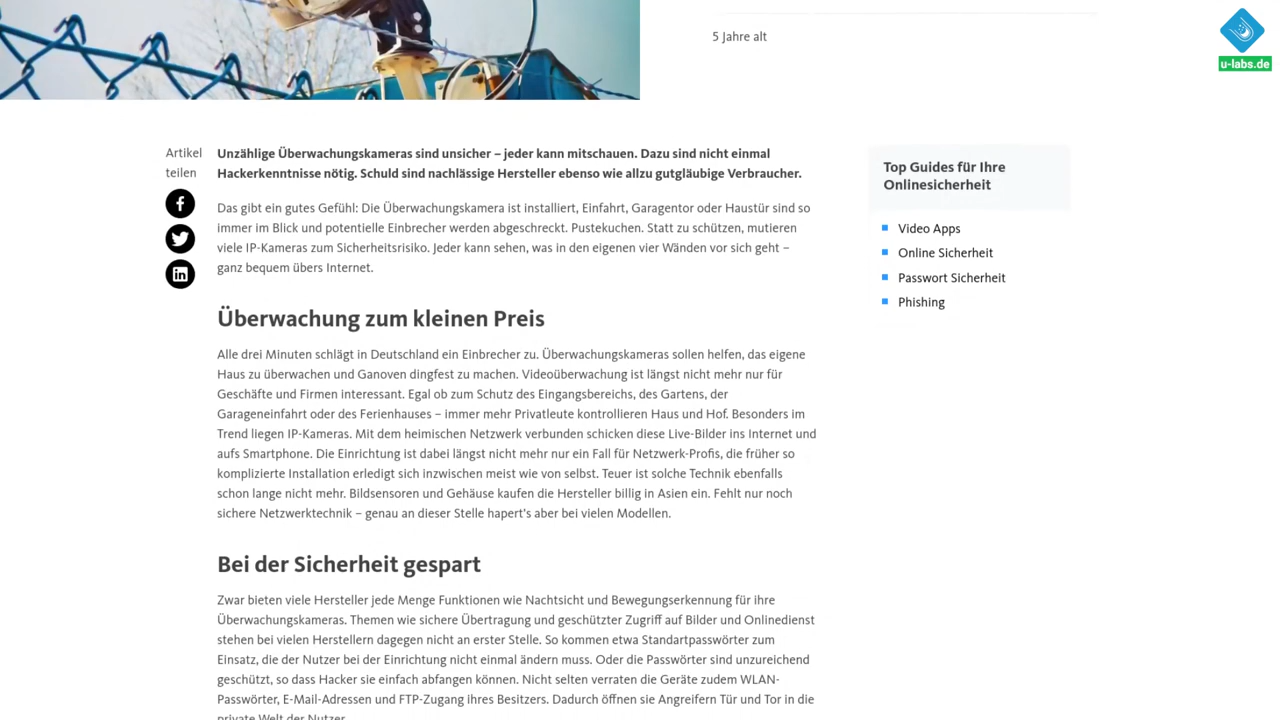 5 Jahre alt
u-labs.de
Artikel
teilen
Unzählige Überwachungskameras sind unsicher – jeder kann mitschauen. Dazu sind nicht einmal
Hackerkenntnisse nötig. Schuld sind nachlässige Hersteller ebenso wie allzu gutgläubige Verbraucher.
Das gibt ein gutes Gefühl: Die Überwachungskamera ist installiert, Einfahrt, Garagentor oder Haustür sind so
immer im Blick und potentielle Einbrecher werden abgeschreckt. Pustekuchen. Statt zu schützen, mutieren
viele IP-Kameras zum Sicherheitsrisiko. Jeder kann sehen, was in den eigenen vier Wänden vor sich geht –
ganz bequem übers Internet.
Überwachung zum kleinen Preis
Alle drei Minuten schlägt in Deutschland ein Einbrecher zu. Überwachungskameras sollen helfen, das eigene
Haus zu überwachen und Ganoven dingfest zu machen. Videoüberwachung ist längst nicht mehr nur für
Geschäfte und Firmen interessant. Egal ob zum Schutz des Eingangsbereichs, des Gartens, der
Garageneinfahrt oder des Ferienhauses – immer mehr Privatleute kontrollieren Haus und Hof. Besonders im
Trend liegen IP-Kameras. Mit dem heimischen Netzwerk verbunden schicken diese Live-Bilder ins Internet und
aufs Smartphone. Die Einrichtung ist dabei längst nicht mehr nur ein Fall für Netzwerk-Profis, die früher so
komplizierte Installation erledigt sich inzwischen meist wie von selbst. Teuer ist solche Technik ebenfalls
schon lange nicht mehr. Bildsensoren und Gehäuse kaufen die Hersteller billig in Asien ein. Fehlt nur noch
sichere Netzwerktechnik – genau an dieser Stelle hapert's aber bei vielen Modellen.
Bei der Sicherheit gespart
Zwar bieten viele Hersteller jede Menge Funktionen wie Nachtsicht und Bewegungserkennung für ihre
Überwachungskameras. Themen wie sichere Übertragung und geschützter Zugriff auf Bilder und Onlinedienst
stehen bei vielen Herstellern dagegen nicht an erster Stelle. So kommen etwa Standartpasswörter zum
Einsatz, die der Nutzer bei der Einrichtung nicht einmal ändern muss. Oder die Passwörter sind unzureichend
geschützt, so dass Hacker sie einfach abfangen können. Nicht selten verraten die Geräte zudem WLAN-
Passwörter, E-Mail-Adressen und FTP-Zugang ihres Besitzers. Dadurch öffnen sie Angreifern Tür und Tor in die
private Welt der Nutzer.
Top Guides für Ihre
Onlinesicherheit
Video Apps
Online Sicherheit
Passwort Sicherheit
Phishing